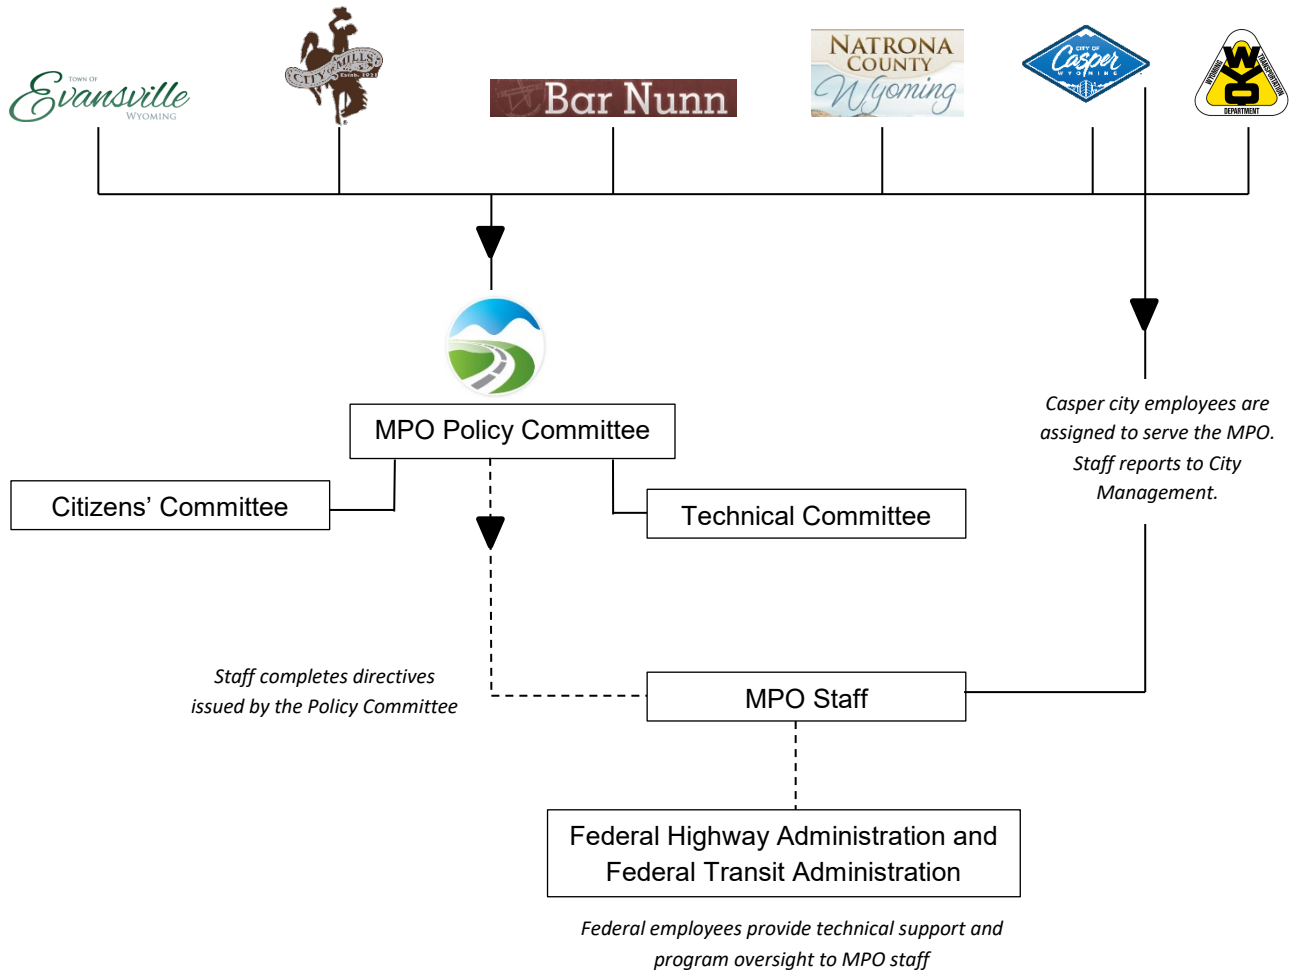 TOWN OF
Evansville
WYOMING
CITY OF MILLS
Estab. 1921
®
Bar Nunn
NATRONA
COUNTY
Wyoming
CITY OF
Casper
WYOMING
WYOMING
TRANSPORTATION
WYO
DEPARTMENT
MPO Policy Committee
Citizens’ Committee
Technical Committee
Casper city employees are
assigned to serve the MPO.
Staff reports to City
Management.
Staff completes directives
issued by the Policy Committee
MPO Staff
Federal Highway Administration and
Federal Transit Administration
Federal employees provide technical support and
program oversight to MPO staff